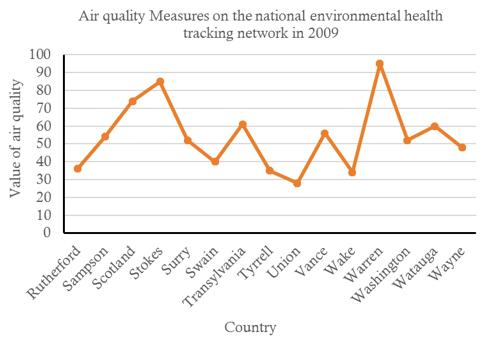 Air quality Measures on the national environmental health
tracking network in 2009
Value of air quality
100
90
80
70
60
50
40
30
20
10
0
Rutherford
Sampson
Scotland
Stokes
Surry
Swain
Transylvania
Tyrrell
Union
Vance
Wake
Warren
Washington
Watauga
Wayne
Country